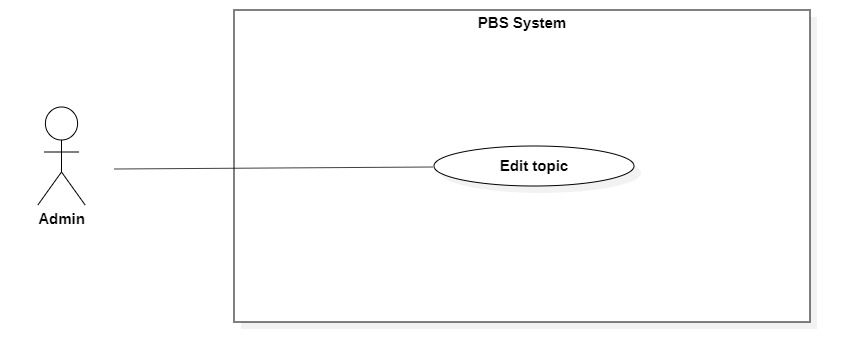 PBS System
Edit topic
Admin